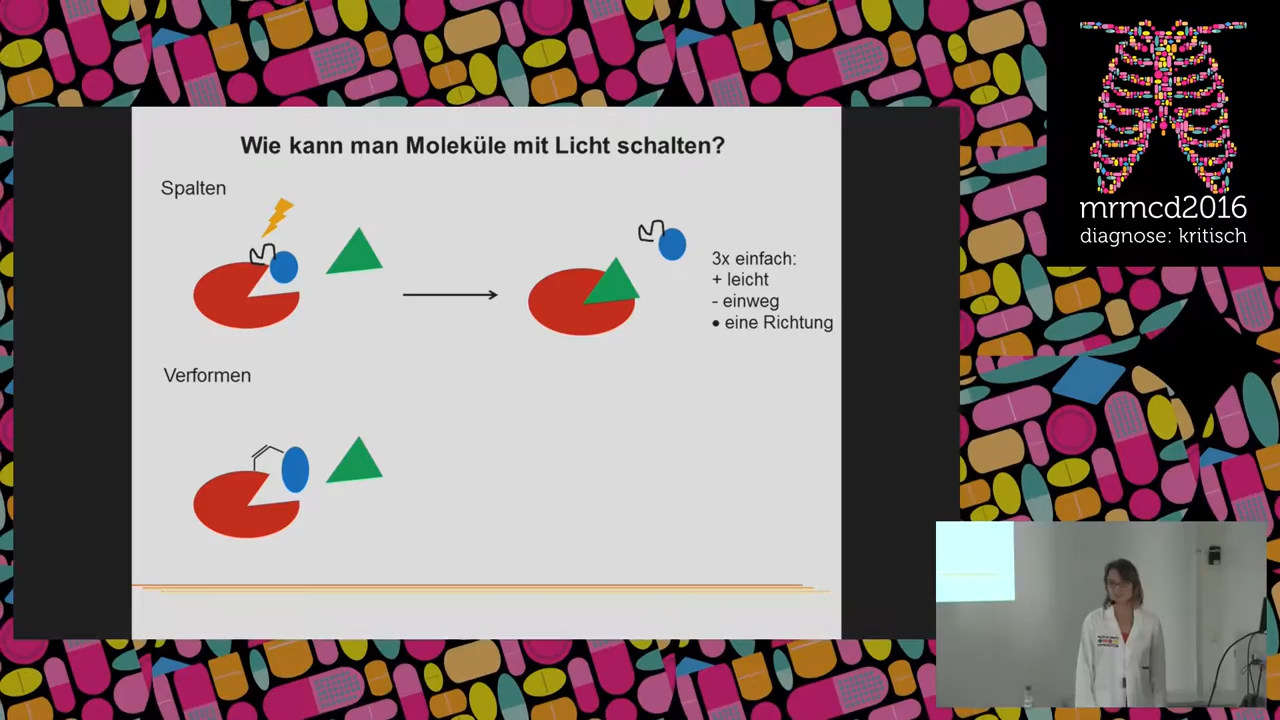 Wie kann man Moleküle mit Licht schalten?
Spalten
3x einfach:
+ leicht
- einweg
• eine Richtung
Verformen
mrmcd2016
diagnose: kritisch